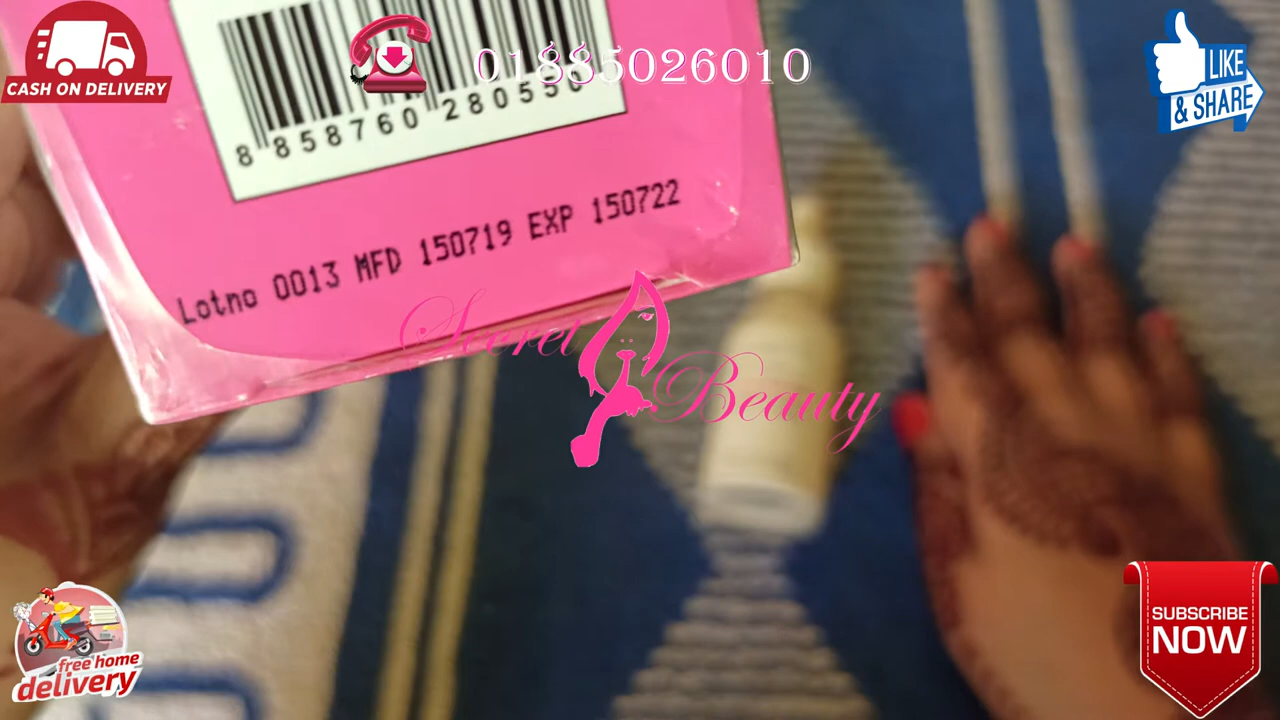 CASH ON DELIVERY
01885026010
LIKE
& SHARE
8 858760 280550
Lotno 0013 MFD 150719 EXP 150722
Secret
Beauty
free home
delivery
SUBSCRIBE
NOW